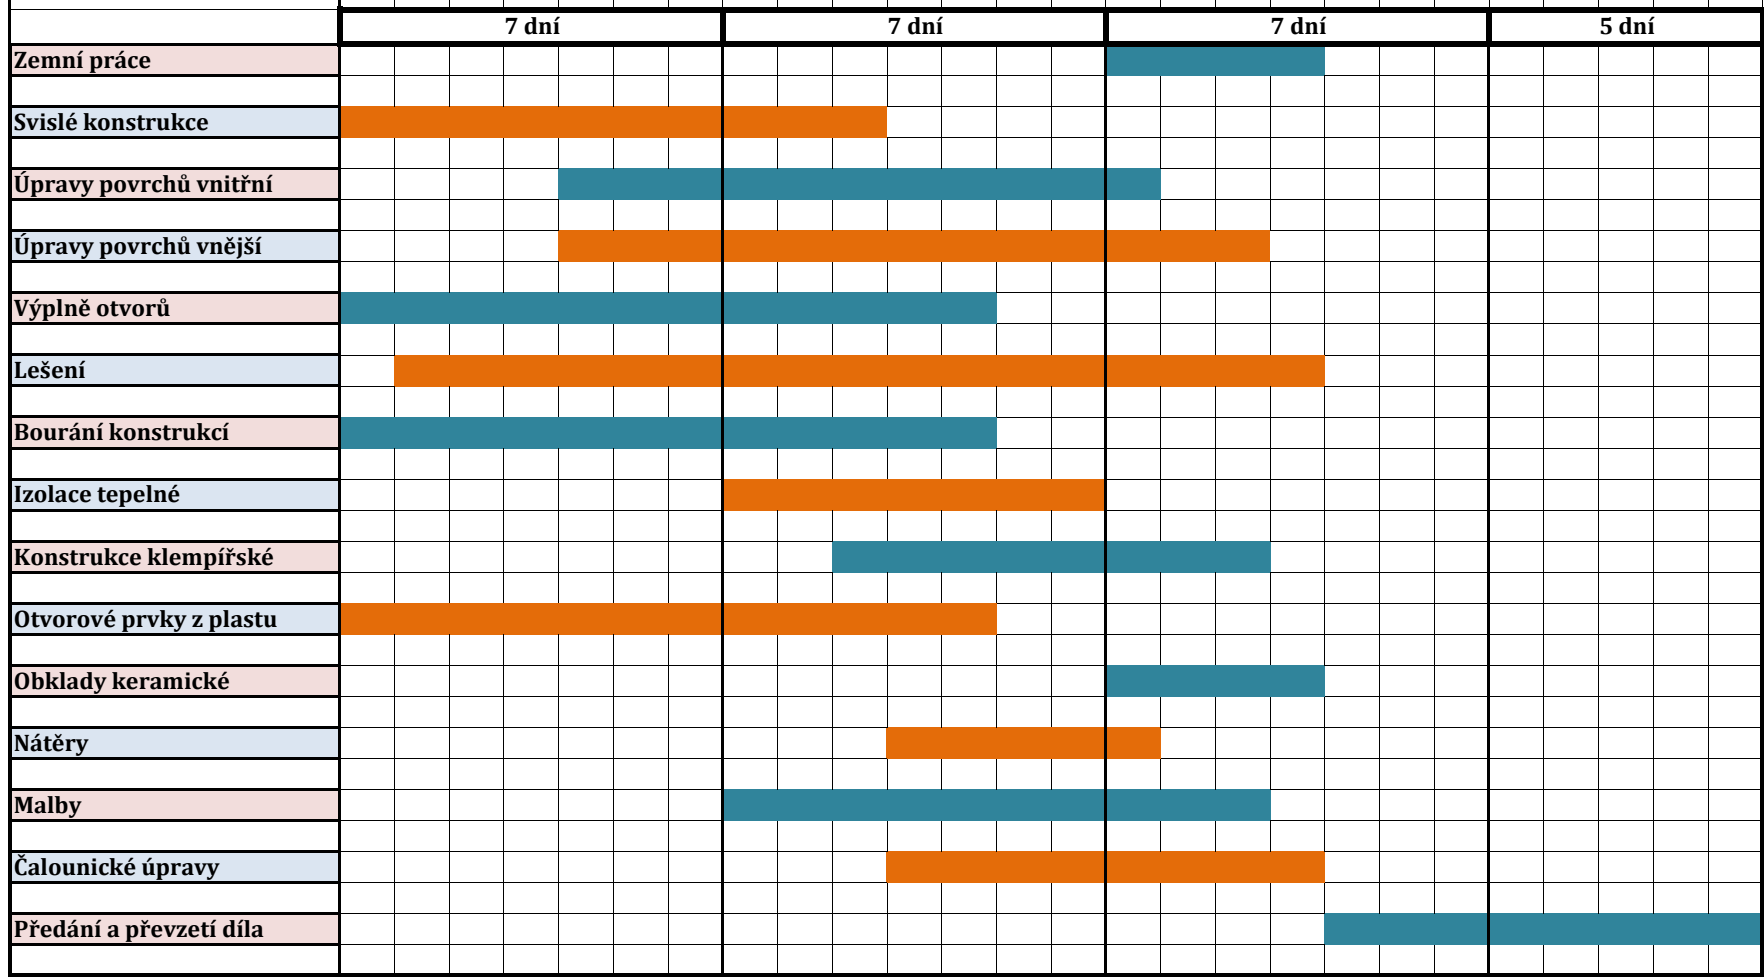 7 dní 7 dní 7 dní 5 dní
Zemní práce
Svislé konstrukce
Úpravy povrchů vnitřní
Úpravy povrchů vnější
Výplně otvorů
Lešení
Bourání konstrukcí
Izolace tepelné
Konstrukce klempířské
Otvorové prvky z plastu
Obklady keramické
Nátěry
Malby
Čalounické úpravy
Předání a převzetí díla